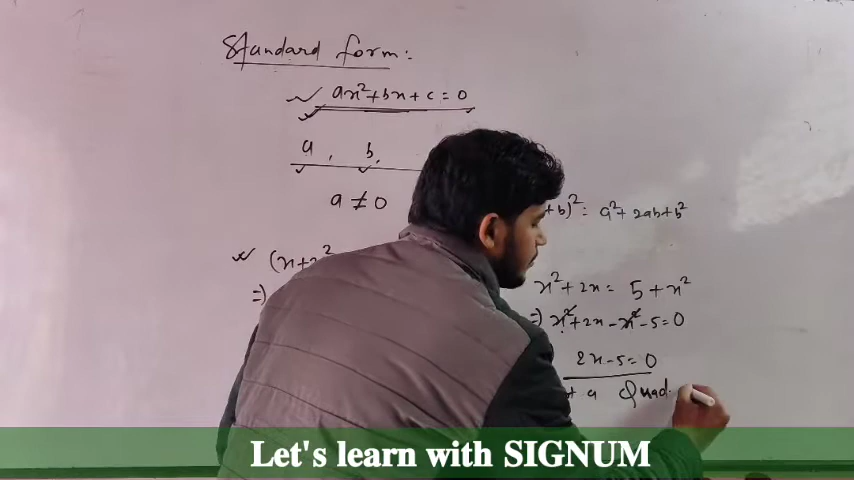 Standard form:
ax²+bx+c=0
a, b,
a ≠ 0
+b)² = a²+2ab+b²
(x+
x²+2x = 5+x²
=)
=) x²+2x-x²-5=0
2x-5=0
a Quad.
Let's learn with SIGNUM